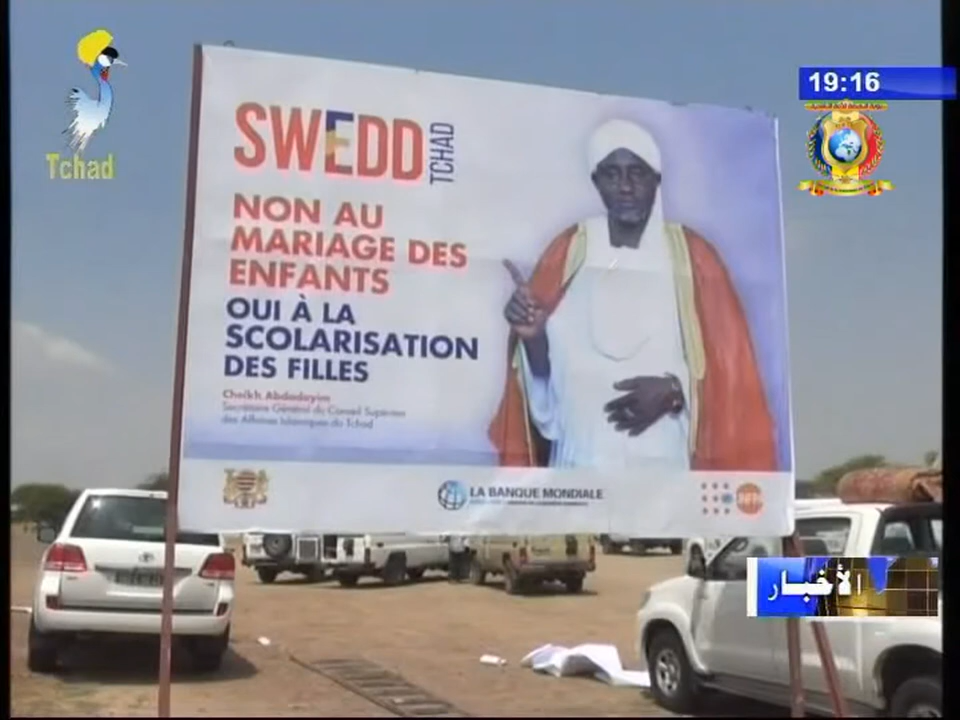 Tchad
19:16
SWEDD
TCHAD
NON AU
MARIAGE DES
ENFANTS
OUI À LA
SCOLARISATION
DES FILLES
Cheikh Abdadayim
Secrétaire Général du Conseil Supérieur
des Affaires Islamiques du Tchad
LA BANQUE MONDIALE
الأخبار